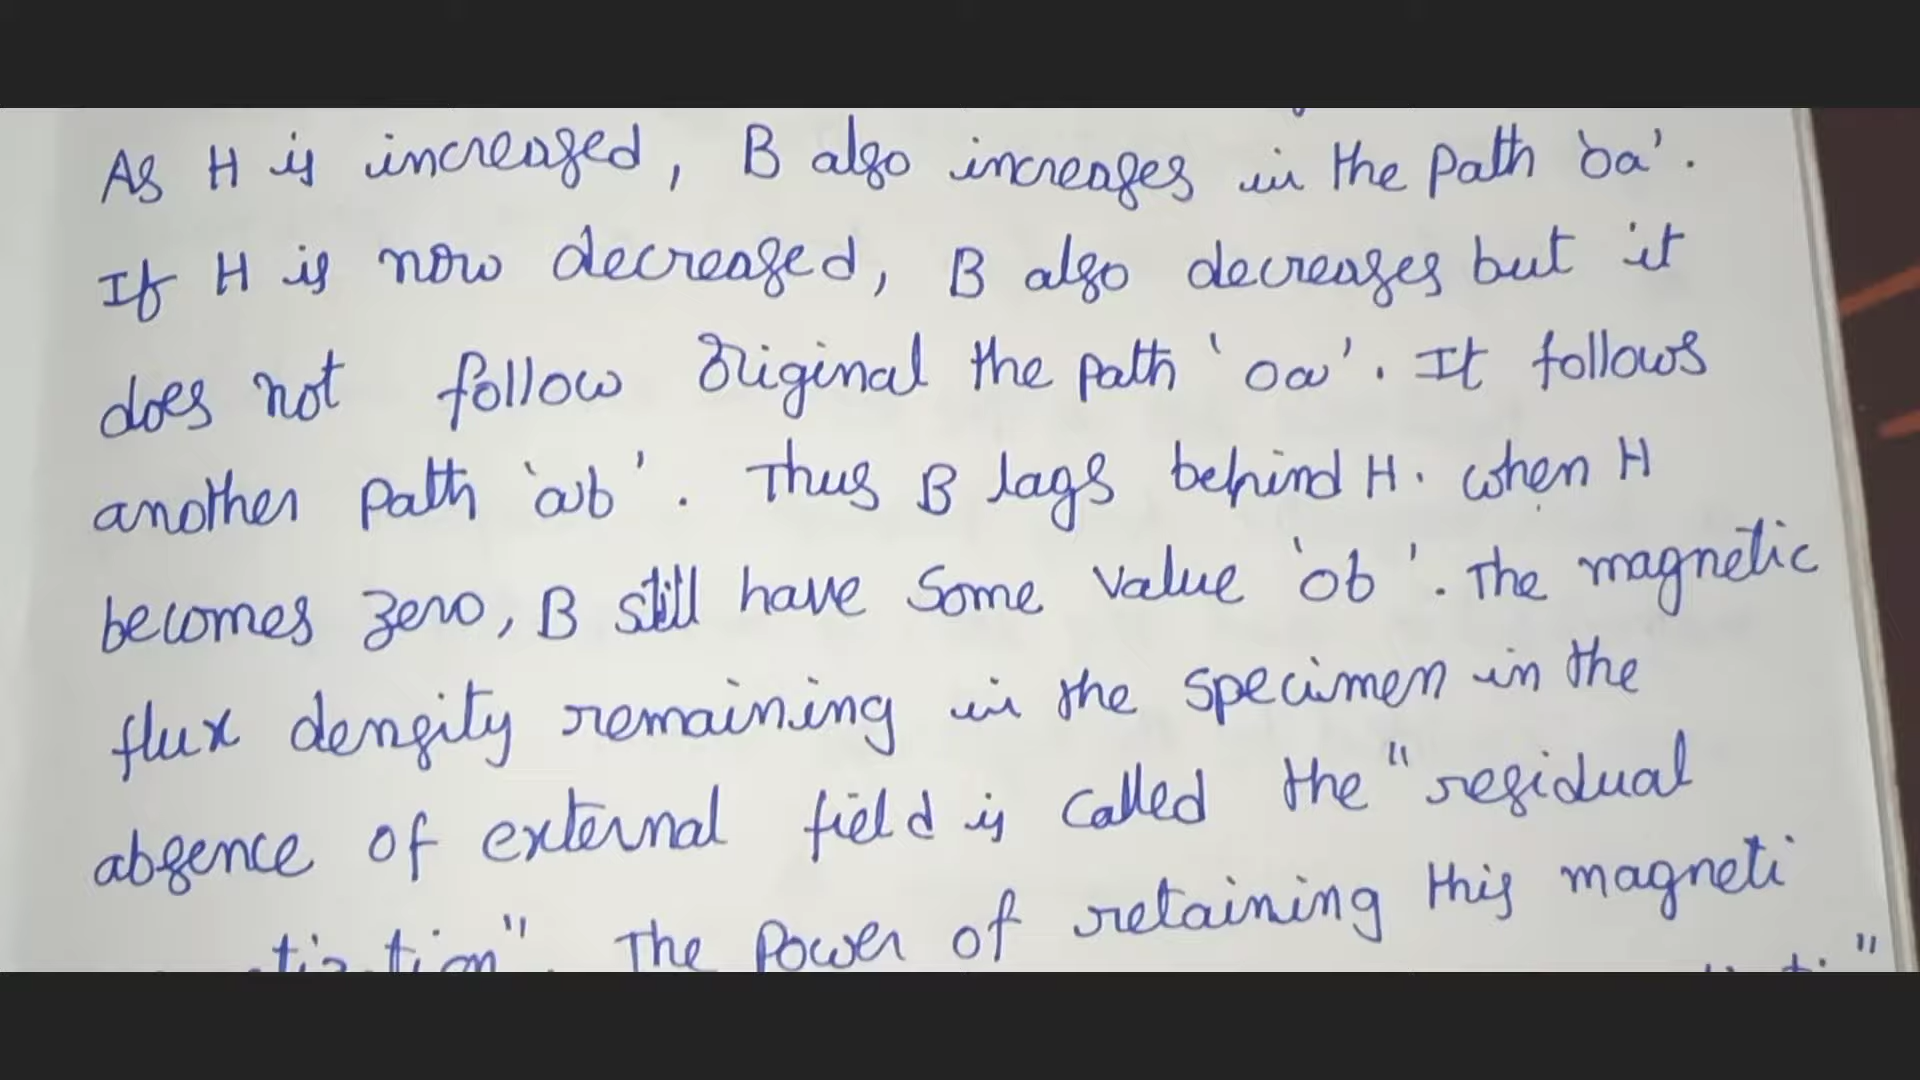 As H is increased, B also increases in the path 'oa'.
If H is now decreased, B also decreases but it
does not follow original the path 'oa'. It follows
another path 'ab'. Thus B lags behind H. when H
becomes zero, B still have some value 'ob'. The magnetic
flux density remaining in the specimen in the
absence of external field is called the "residual
The power of retaining this magneti